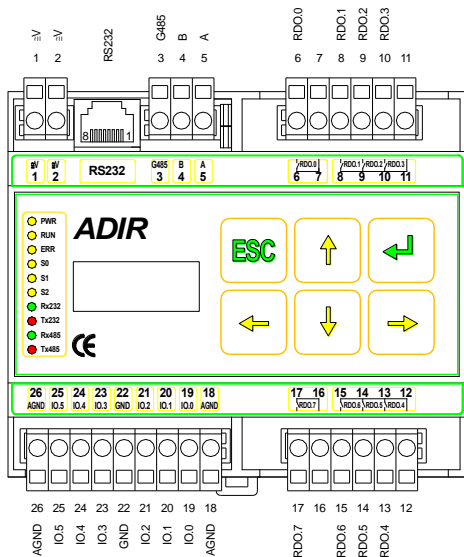 ≂V ≂V RS232 G485 B A RDO.0 RDO.1 RDO.2 RDO.3
1 2 3 4 5 6 7 8 9 10 11
8 1
≂V ≂V RS232 G485 B A RDO.0 RDO.1 RDO.2 RDO.3
1 2 3 4 5 6 7 8 9 10 11
PWR
RUN
ERR
S0
S1
S2
Rx232
Tx232
Rx485
Tx485
ADIR
CE
ESC
26 25 24 23 22 21 20 19 18 17 16 15 14 13 12
AGND IO.5 IO.4 IO.3 GND IO.2 IO.1 IO.0 AGND RDO.7 RDO.6 RDO.5 RDO.4
26 25 24 23 22 21 20 19 18 17 16 15 14 13 12
AGND IO.5 IO.4 IO.3 GND IO.2 IO.1 IO.0 AGND RDO.7 RDO.6 RDO.5 RDO.4